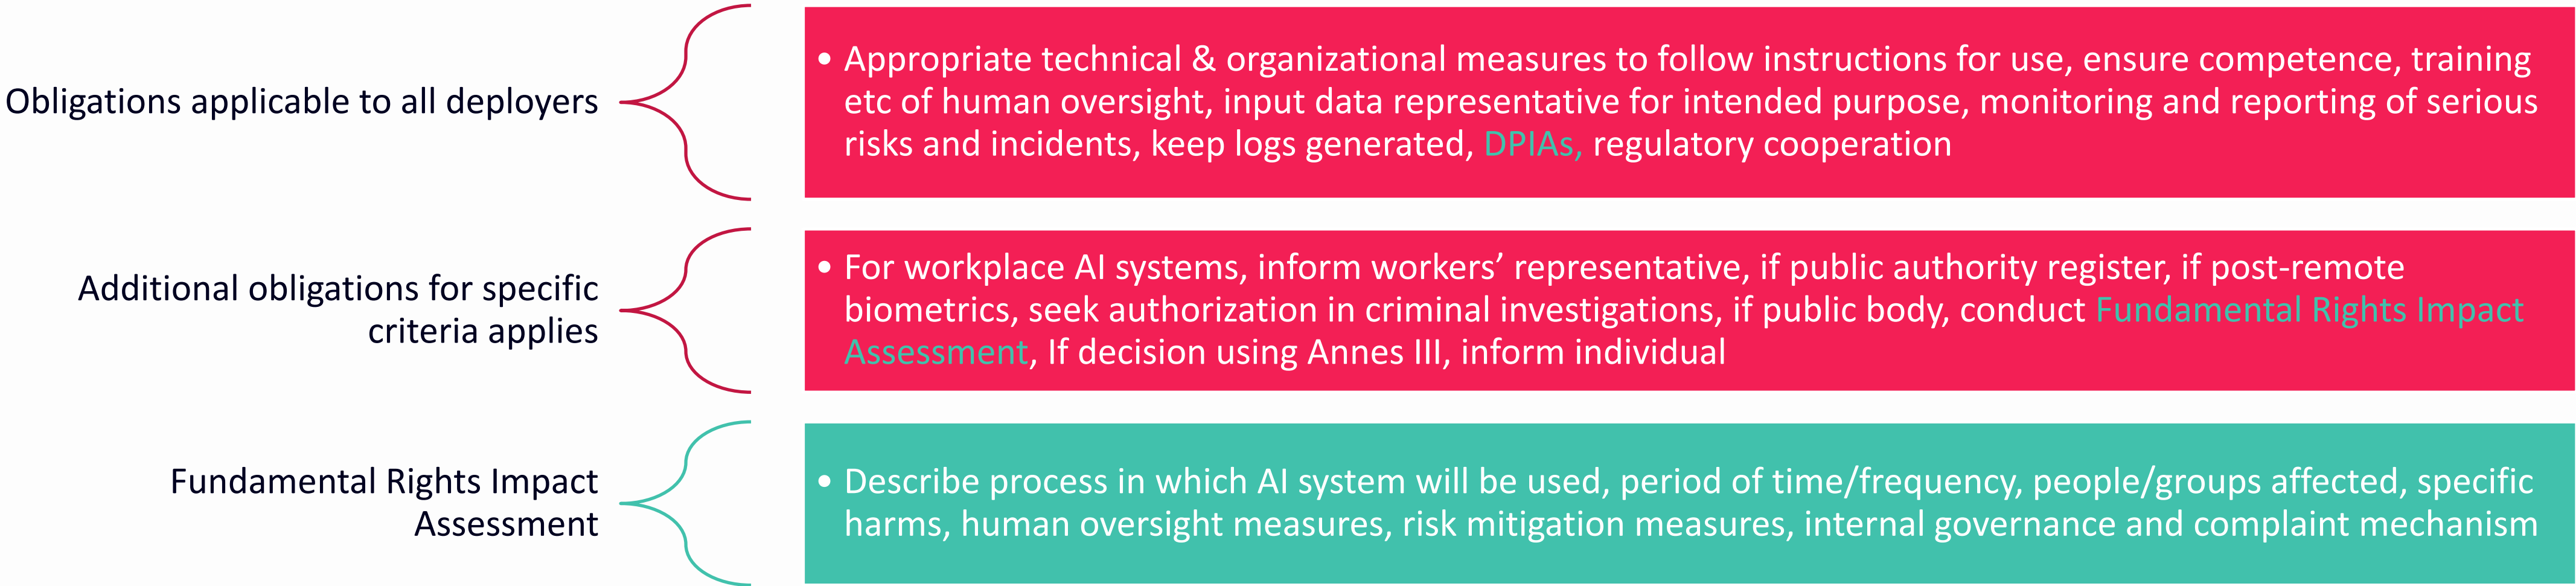 Obligations applicable to all deployers
• Appropriate technical & organizational measures to follow instructions for use, ensure competence, training
etc of human oversight, input data representative for intended purpose, monitoring and reporting of serious
risks and incidents, keep logs generated, DPIAs, regulatory cooperation
Additional obligations for specific
criteria applies
• For workplace AI systems, inform workers’ representative, if public authority register, if post-remote
biometrics, seek authorization in criminal investigations, if public body, conduct Fundamental Rights Impact
Assessment, If decision using Annes III, inform individual
Fundamental Rights Impact
Assessment
• Describe process in which AI system will be used, period of time/frequency, people/groups affected, specific
harms, human oversight measures, risk mitigation measures, internal governance and complaint mechanism